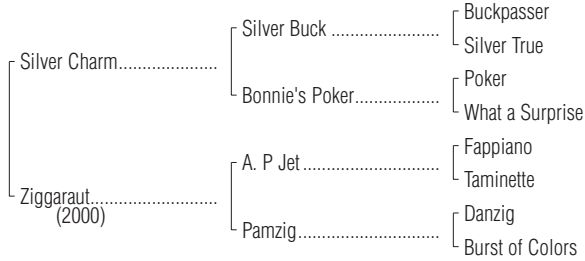 Buckpasser
Silver Buck ......................
Silver True
Silver Charm....................
Poker
Bonnie's Poker.................
What a Surprise
Fappiano
A. P Jet...........................
Taminette
Ziggaraut..........................
(2000)
Danzig
Pamzig............................
Burst of Colors